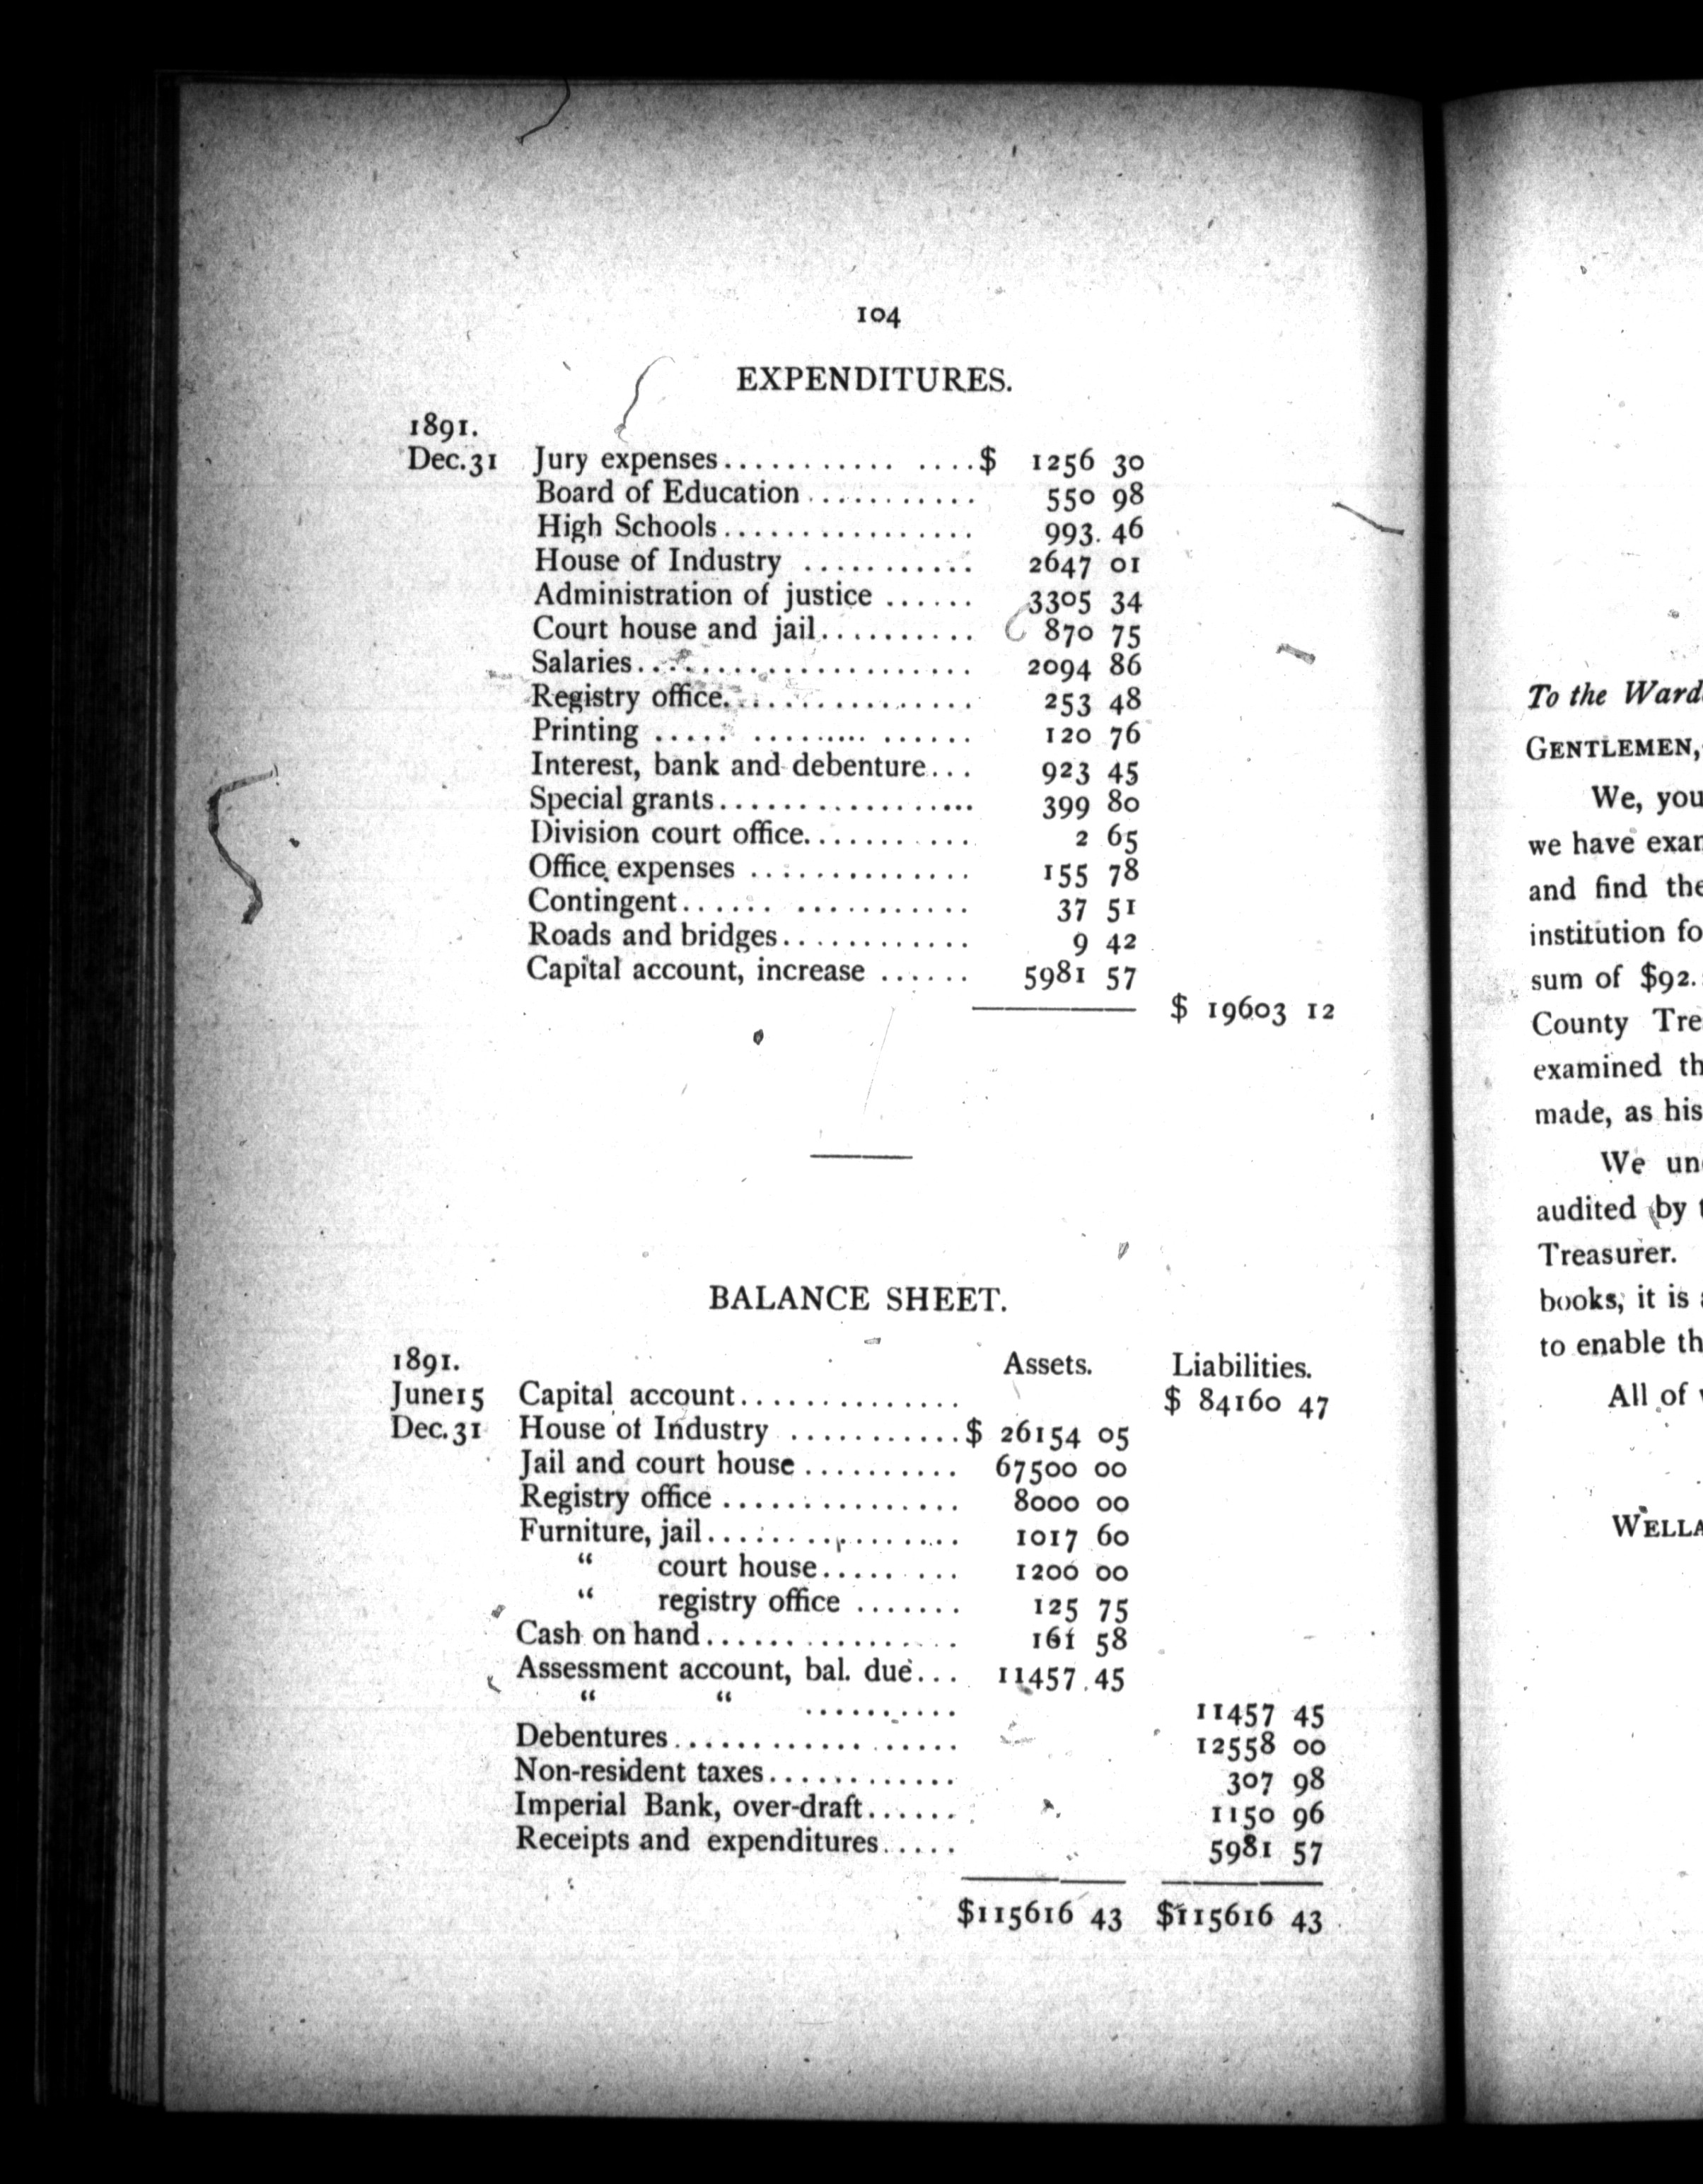 104
EXPENDITURES.
1891.
Dec. 31 Jury expenses........... ....$ 1256 30
Board of Education ........... 550 98
High Schools................ 993. 46
House of Industry ........... 2647 01
Administration of justice ...... 3305 34
Court house and jail.......... 870 75
Salaries...................... 2094 86
Registry office............... 253 48
Printing ..... ......... ...... 120 76
Interest, bank and debenture... 923 45
Special grants................. 399 80
Division court office........... 2 65
Office expenses .............. 155 78
Contingent...... ........... 37 51
Roads and bridges............ 9 42
Capital account, increase ...... 5981 57
$ 19603 12
BALANCE SHEET.
1891. Assets. Liabilities.
June 15 Capital account.............. $ 84160 47
Dec. 31 House of Industry ...........$ 26154 05
Jail and court house .......... 67500 00
Registry office ............... 8000 00
Furniture, jail................ 1017 60
“ court house..... ... 1200 00
“ registry office ....... 125 75
Cash on hand................ 161 58
Assessment account, bal. due... 11457 45
“ “ .......... 11457 45
Debentures................. 12558 00
Non-resident taxes............ 307 98
Imperial Bank, over-draft...... 1150 96
Receipts and expenditures..... 5981 57
$115616 43 $115616 43
To the
GENTLEMEN,
We, you
we have
and find the
institution
sum of $92.
County
examined
made, as his
We
audited by
Treasurer.
books, it is
to enable
All of